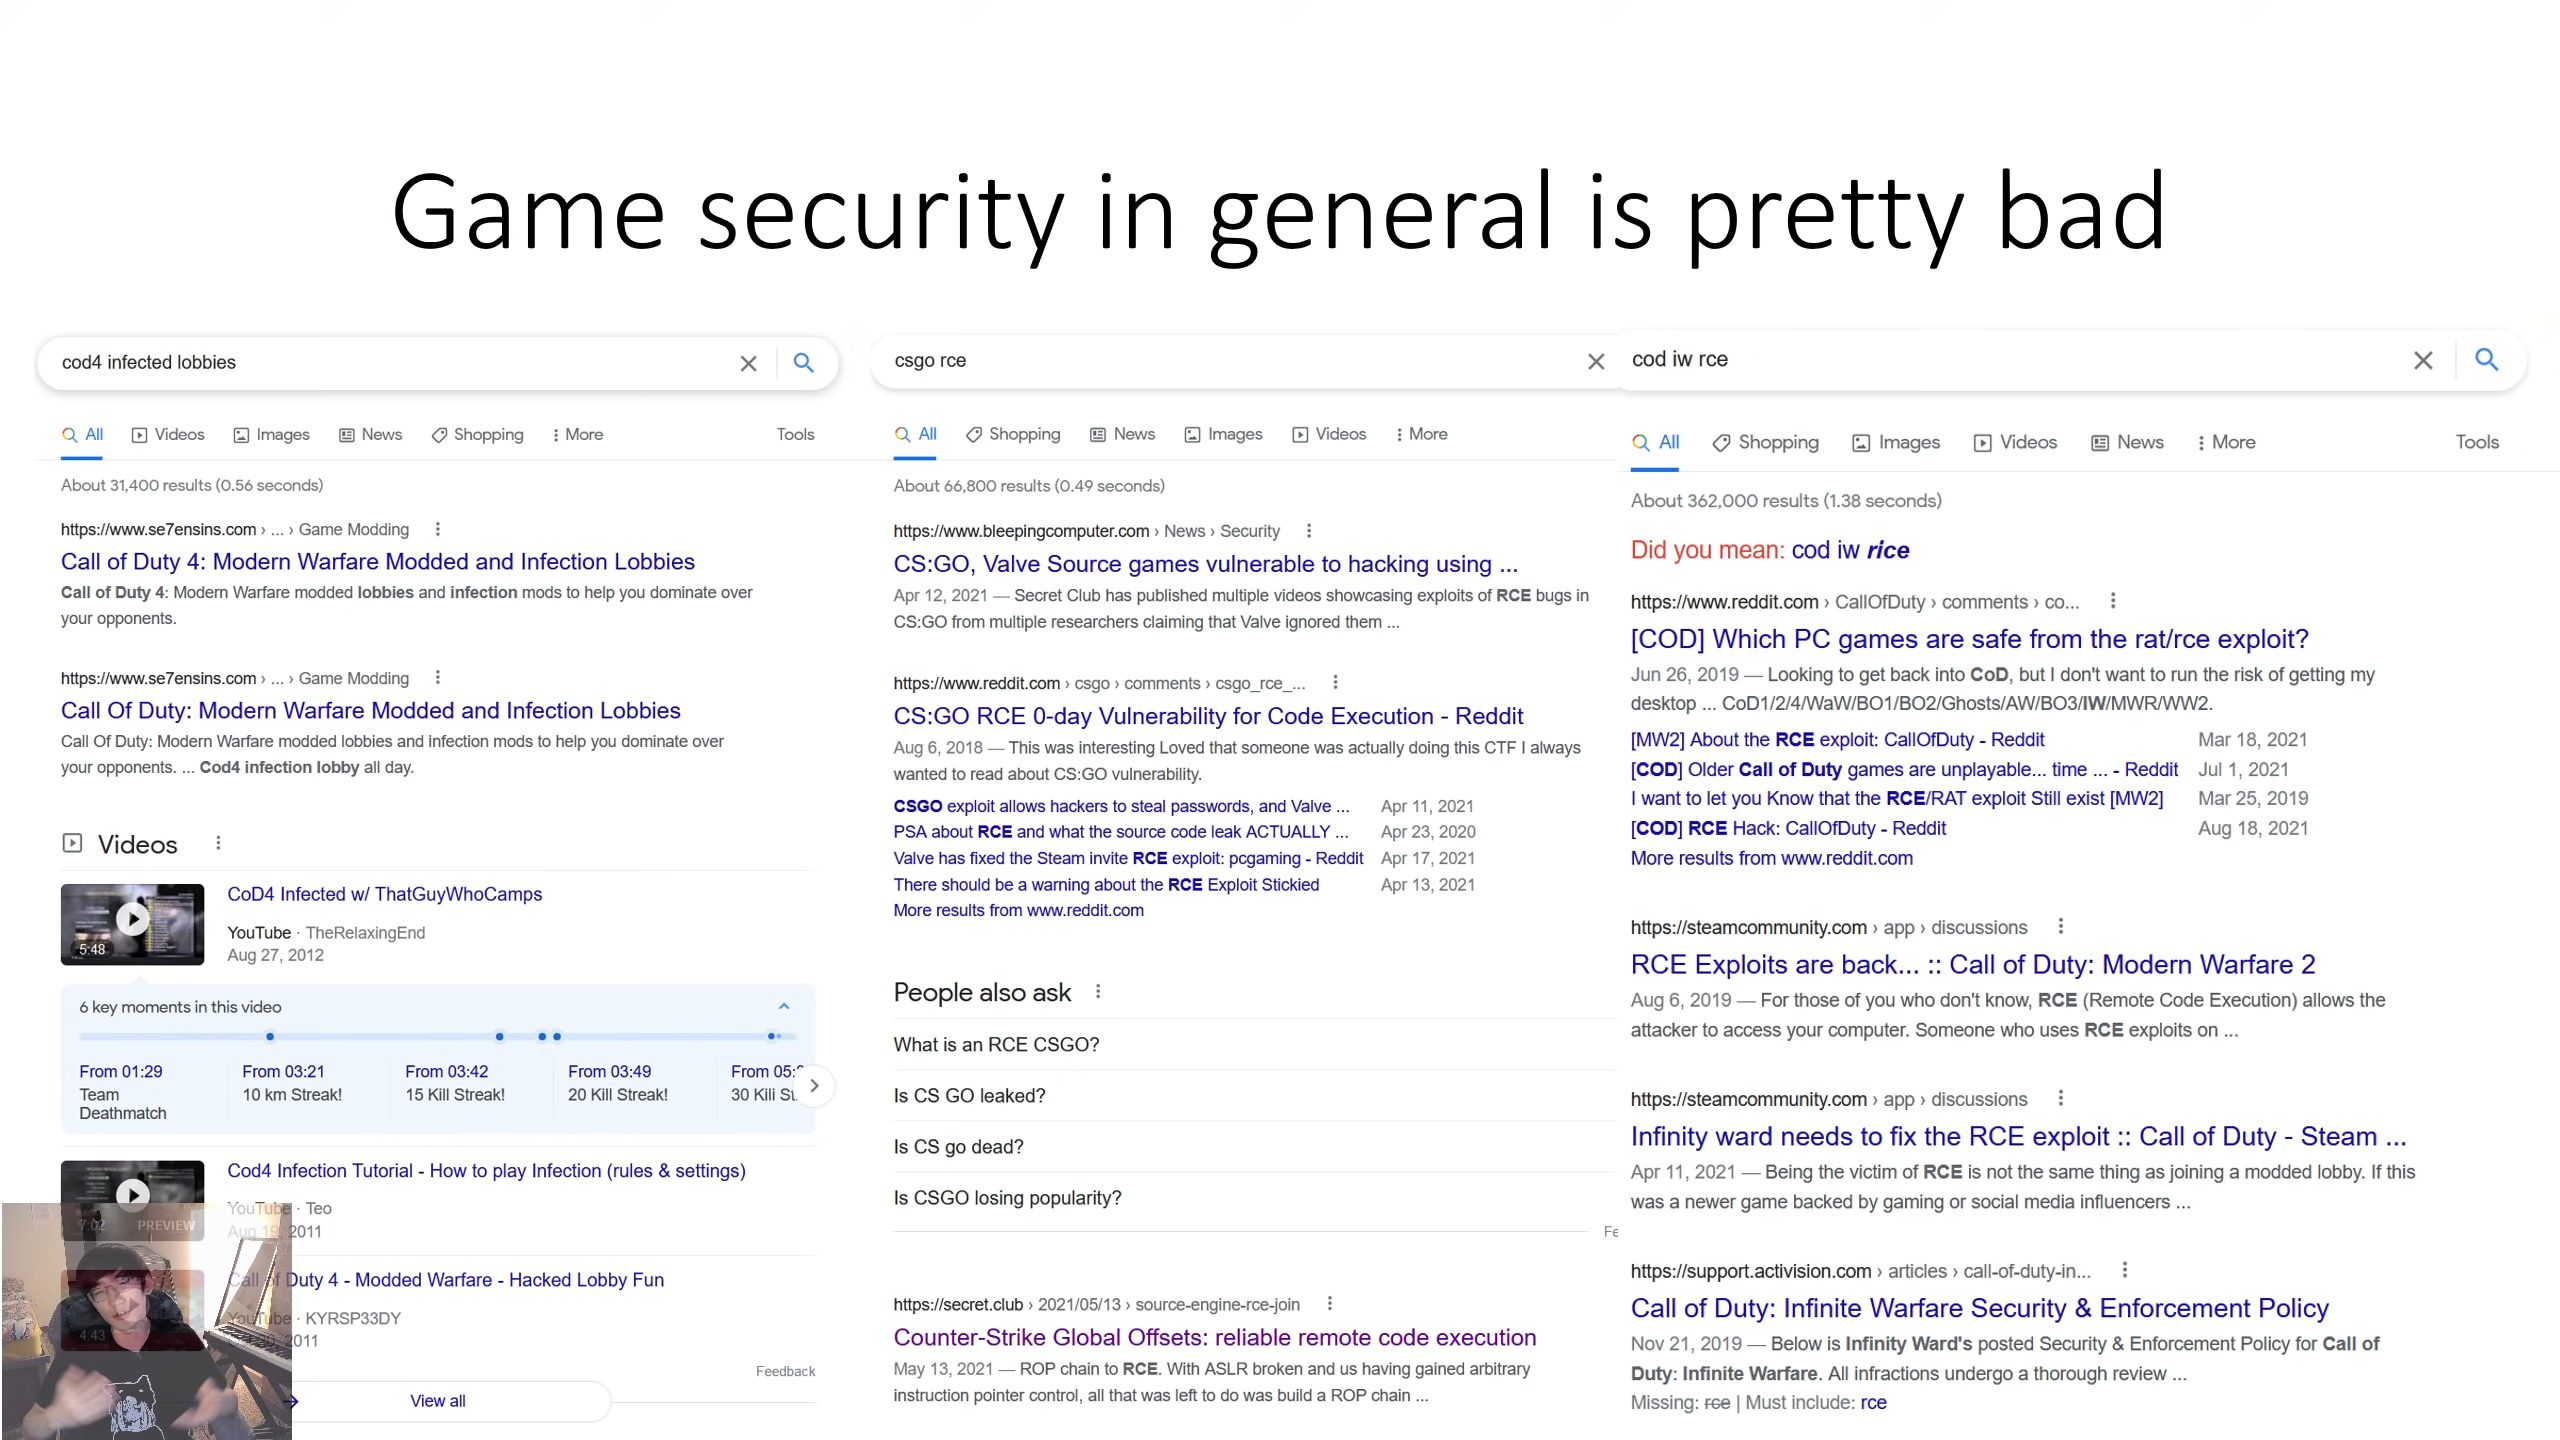 Game security in general is pretty bad
cod4 infected lobbies
All Videos Images News Shopping More Tools
About 31,400 results (0.56 seconds)
https://www.se7ensins.com › ... › Game Modding
Call of Duty 4: Modern Warfare Modded and Infection Lobbies
Call of Duty 4: Modern Warfare modded lobbies and infection mods to help you dominate over
your opponents.
https://www.se7ensins.com › ... › Game Modding
Call Of Duty: Modern Warfare Modded and Infection Lobbies
Call Of Duty: Modern Warfare modded lobbies and infection mods to help you dominate over
your opponents. ... Cod4 infection lobby all day.
Videos
5:48
CoD4 Infected w/ ThatGuyWhoCamps
YouTube · TheRelaxingEnd
Aug 27, 2012
6 key moments in this video
From 01:29 From 03:21 From 03:42 From 03:49 From 05:
Team 10 km Streak! 15 Kill Streak! 20 Kill Streak! 30 Kili St
Deathmatch
Cod4 Infection Tutorial - How to play Infection (rules & settings)
YouTube · Teo
7:02 PREVIEW
Aug 19, 2011
Call of Duty 4 - Modded Warfare - Hacked Lobby Fun
YouTube · KYRSP33DY
4:43
2011
Feedback
View all
csgo rce
All Shopping News Images Videos More
About 66,800 results (0.49 seconds)
https://www.bleepingcomputer.com › News › Security
CS:GO, Valve Source games vulnerable to hacking using ...
Apr 12, 2021 — Secret Club has published multiple videos showcasing exploits of RCE bugs in
CS:GO from multiple researchers claiming that Valve ignored them ...
https://www.reddit.com › csgo › comments › csgo_rce_...
CS:GO RCE 0-day Vulnerability for Code Execution - Reddit
Aug 6, 2018 — This was interesting Loved that someone was actually doing this CTF I always
wanted to read about CS:GO vulnerability.
CSGO exploit allows hackers to steal passwords, and Valve ... Apr 11, 2021
PSA about RCE and what the source code leak ACTUALLY ... Apr 23, 2020
Valve has fixed the Steam invite RCE exploit: pcgaming - Reddit Apr 17, 2021
There should be a warning about the RCE Exploit Stickied Apr 13, 2021
More results from www.reddit.com
People also ask
What is an RCE CSGO?
Is CS GO leaked?
Is CS go dead?
Is CSGO losing popularity?
Fe
https://secret.club › 2021/05/13 › source-engine-rce-join
Counter-Strike Global Offsets: reliable remote code execution
May 13, 2021 — ROP chain to RCE. With ASLR broken and us having gained arbitrary
instruction pointer control, all that was left to do was build a ROP chain ...
cod iw rce
All Shopping Images Videos News More Tools
About 362,000 results (1.38 seconds)
Did you mean: cod iw rice
https://www.reddit.com › CallOfDuty › comments › co...
[COD] Which PC games are safe from the rat/rce exploit?
Jun 26, 2019 — Looking to get back into CoD, but I don't want to run the risk of getting my
desktop ... CoD1/2/4/WaW/BO1/BO2/Ghosts/AW/BO3/IW/MWR/WW2.
[MW2] About the RCE exploit: CallOfDuty - Reddit Mar 18, 2021
[COD] Older Call of Duty games are unplayable... time ... - Reddit Jul 1, 2021
I want to let you Know that the RCE/RAT exploit Still exist [MW2] Mar 25, 2019
[COD] RCE Hack: CallOfDuty - Reddit Aug 18, 2021
More results from www.reddit.com
https://steamcommunity.com › app › discussions
RCE Exploits are back... :: Call of Duty: Modern Warfare 2
Aug 6, 2019 — For those of you who don't know, RCE (Remote Code Execution) allows the
attacker to access your computer. Someone who uses RCE exploits on ...
https://steamcommunity.com › app › discussions
Infinity ward needs to fix the RCE exploit :: Call of Duty - Steam ...
Apr 11, 2021 — Being the victim of RCE is not the same thing as joining a modded lobby. If this
was a newer game backed by gaming or social media influencers ...
https://support.activision.com › articles › call-of-duty-in...
Call of Duty: Infinite Warfare Security & Enforcement Policy
Nov 21, 2019 — Below is Infinity Ward's posted Security & Enforcement Policy for Call of
Duty: Infinite Warfare. All infractions undergo a thorough review ...
Missing: rce | Must include: rce